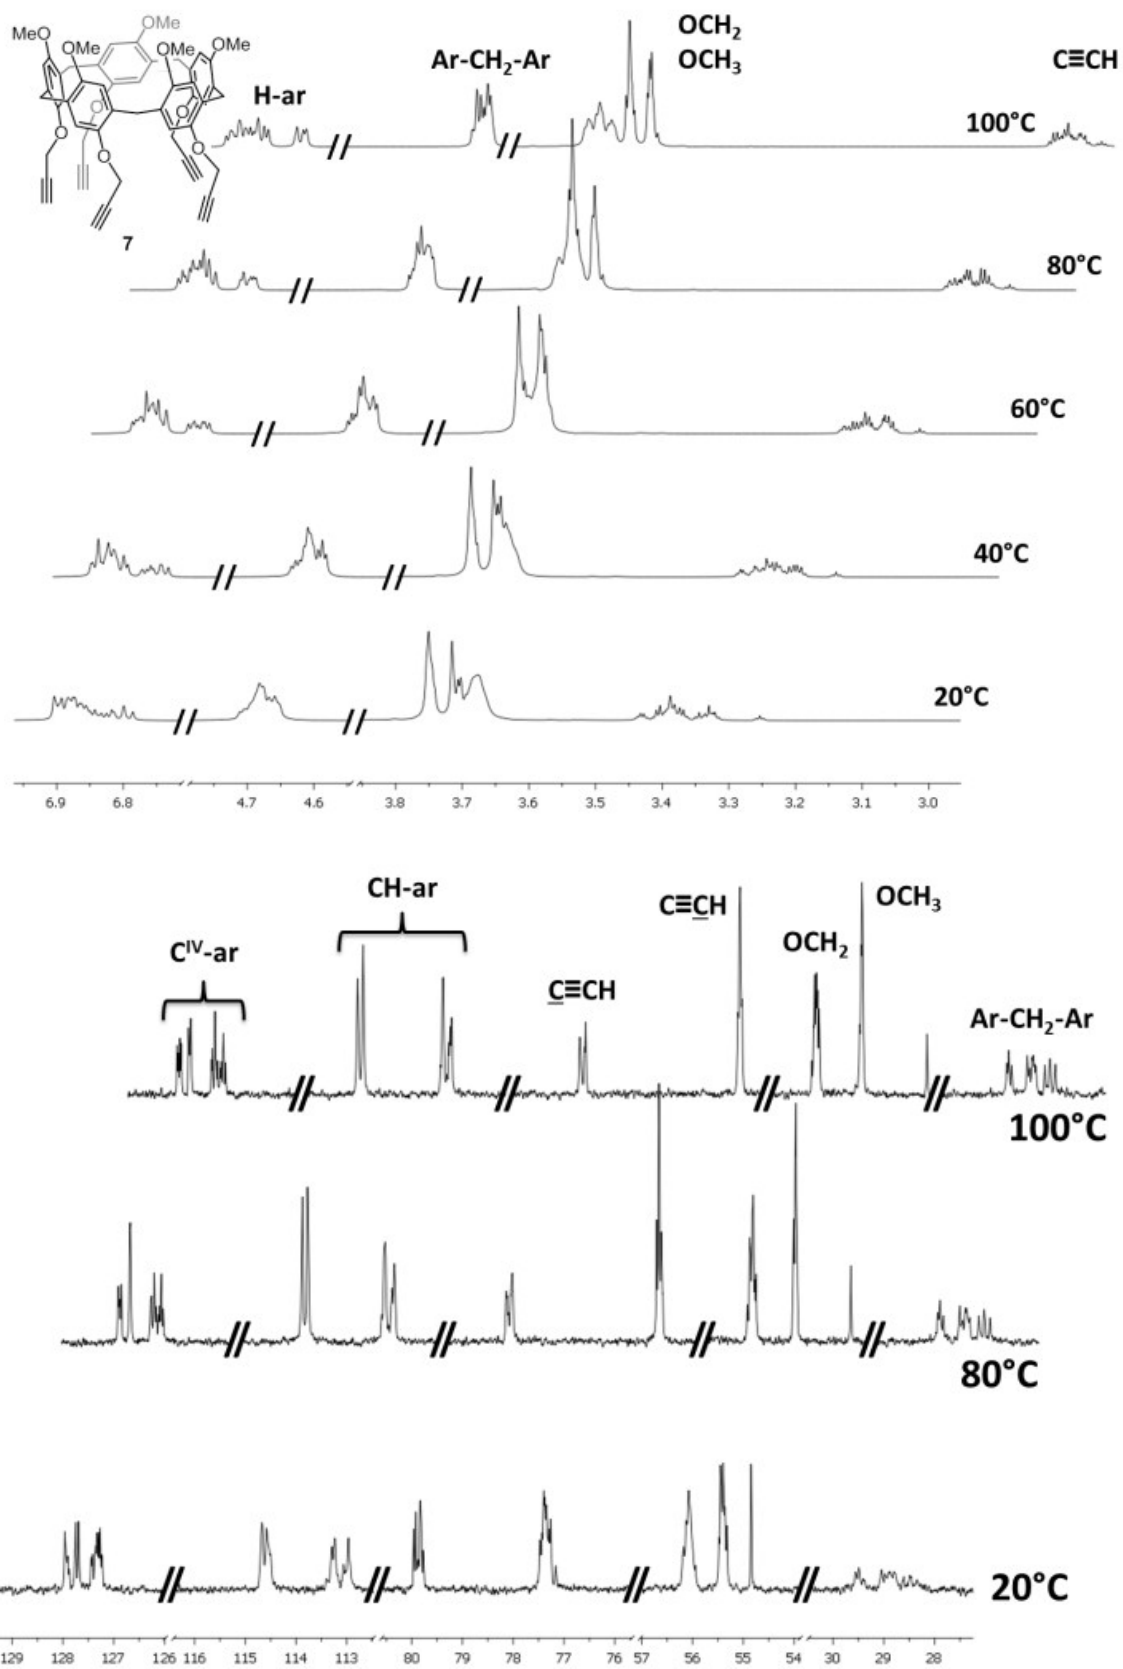 OMe
MeO
OMe
OMe
OMe
O
O
O
O
O
7
H-ar
Ar-CH₂-Ar
OCH₂
OCH₃
C≡CH
100°C
80°C
60°C
40°C
20°C
6.9 6.8 4.7 4.6 3.8 3.7 3.6 3.5 3.4 3.3 3.2 3.1 3.0
Cᴵⱽ-ar
CH-ar
C≡CH
C≡CH
OCH₂
OCH₃
Ar-CH₂-Ar
100°C
80°C
20°C
129 128 127 116 115 114 113 80 79 78 77 76 57 56 55 54 30 29 28